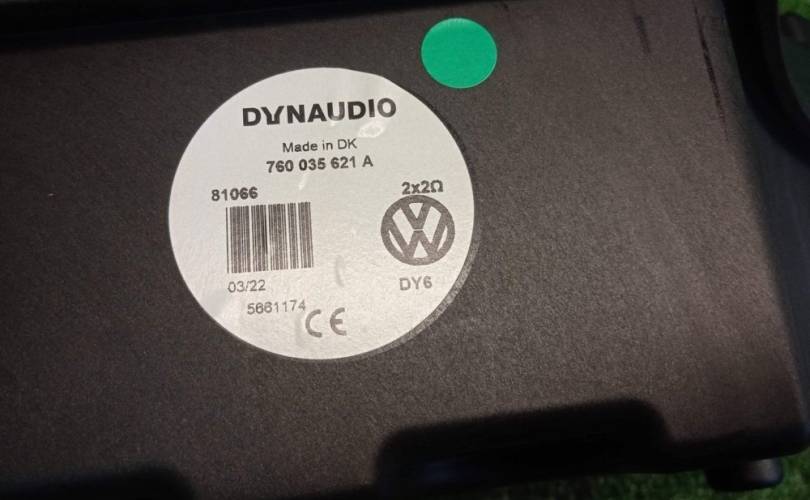 DYNAUDIO
Made in DK
760 035 621 A
81066
2x2Ω
03/22
DY6
5661174
CE